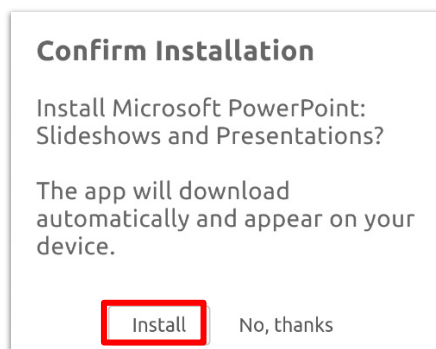 Confirm Installation
Install Microsoft PowerPoint:
Slideshows and Presentations?
The app will download
automatically and appear on your
device.
Install No, thanks